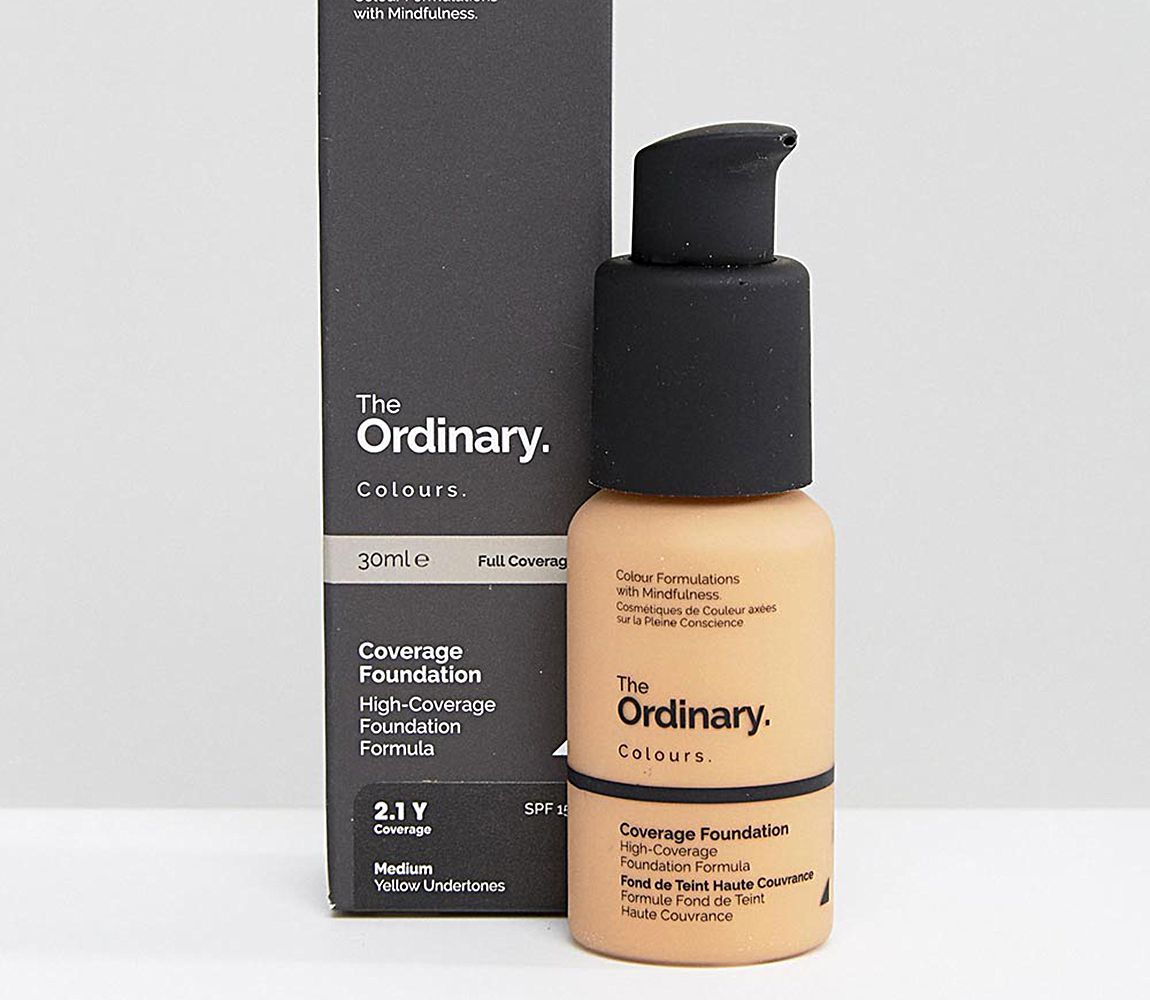 with Mindfulness.
The
Ordinary.
Colours.
30ml ℮
Full Coverag
Coverage
Foundation
High-Coverage
Foundation
Formula
2.1 Y
SPF 15
Coverage
Medium
Yellow Undertones
Colour Formulations
with Mindfulness.
Cosmétiques de Couleur axées
sur la Pleine Conscience
The
Ordinary.
Colours.
Coverage Foundation
High-Coverage
Foundation Formula
Fond de Teint Haute Couvrance
Formule Fond de Teint
Haute Couvrance